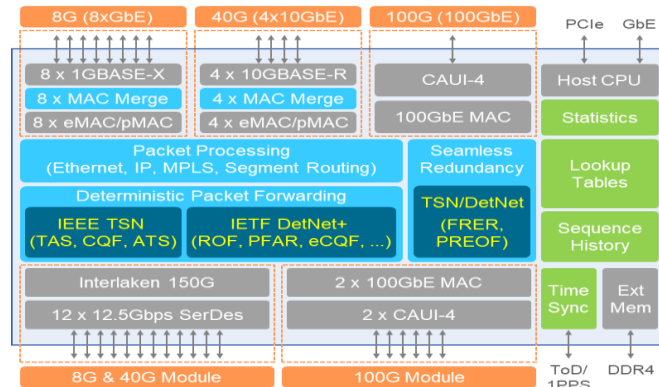 8G (8xGbE)
40G (4x10GbE)
100G (100GbE)
PCIe
GbE
8 x 1GBASE-X
8 x MAC Merge
8 x eMAC/pMAC
4 x 10GBASE-R
4 x MAC Merge
4 x eMAC/pMAC
CAUI-4
100GbE MAC
Host CPU
Statistics
Packet Processing
(Ethernet, IP, MPLS, Segment Routing)
Seamless
Redundancy
Lookup
Tables
Deterministic Packet Forwarding
IEEE TSN
(TAS, CQF, ATS)
IETF DetNet+
(ROF, PFAR, eCQF, ...)
TSN/DetNet
(FRER,
PREOF)
Sequence
History
Interlaken 150G
12 x 12.5Gbps SerDes
2 x 100GbE MAC
2 x CAUI-4
Time
Sync
Ext
Mem
8G & 40G Module
100G Module
ToD/
1PPS
DDR4